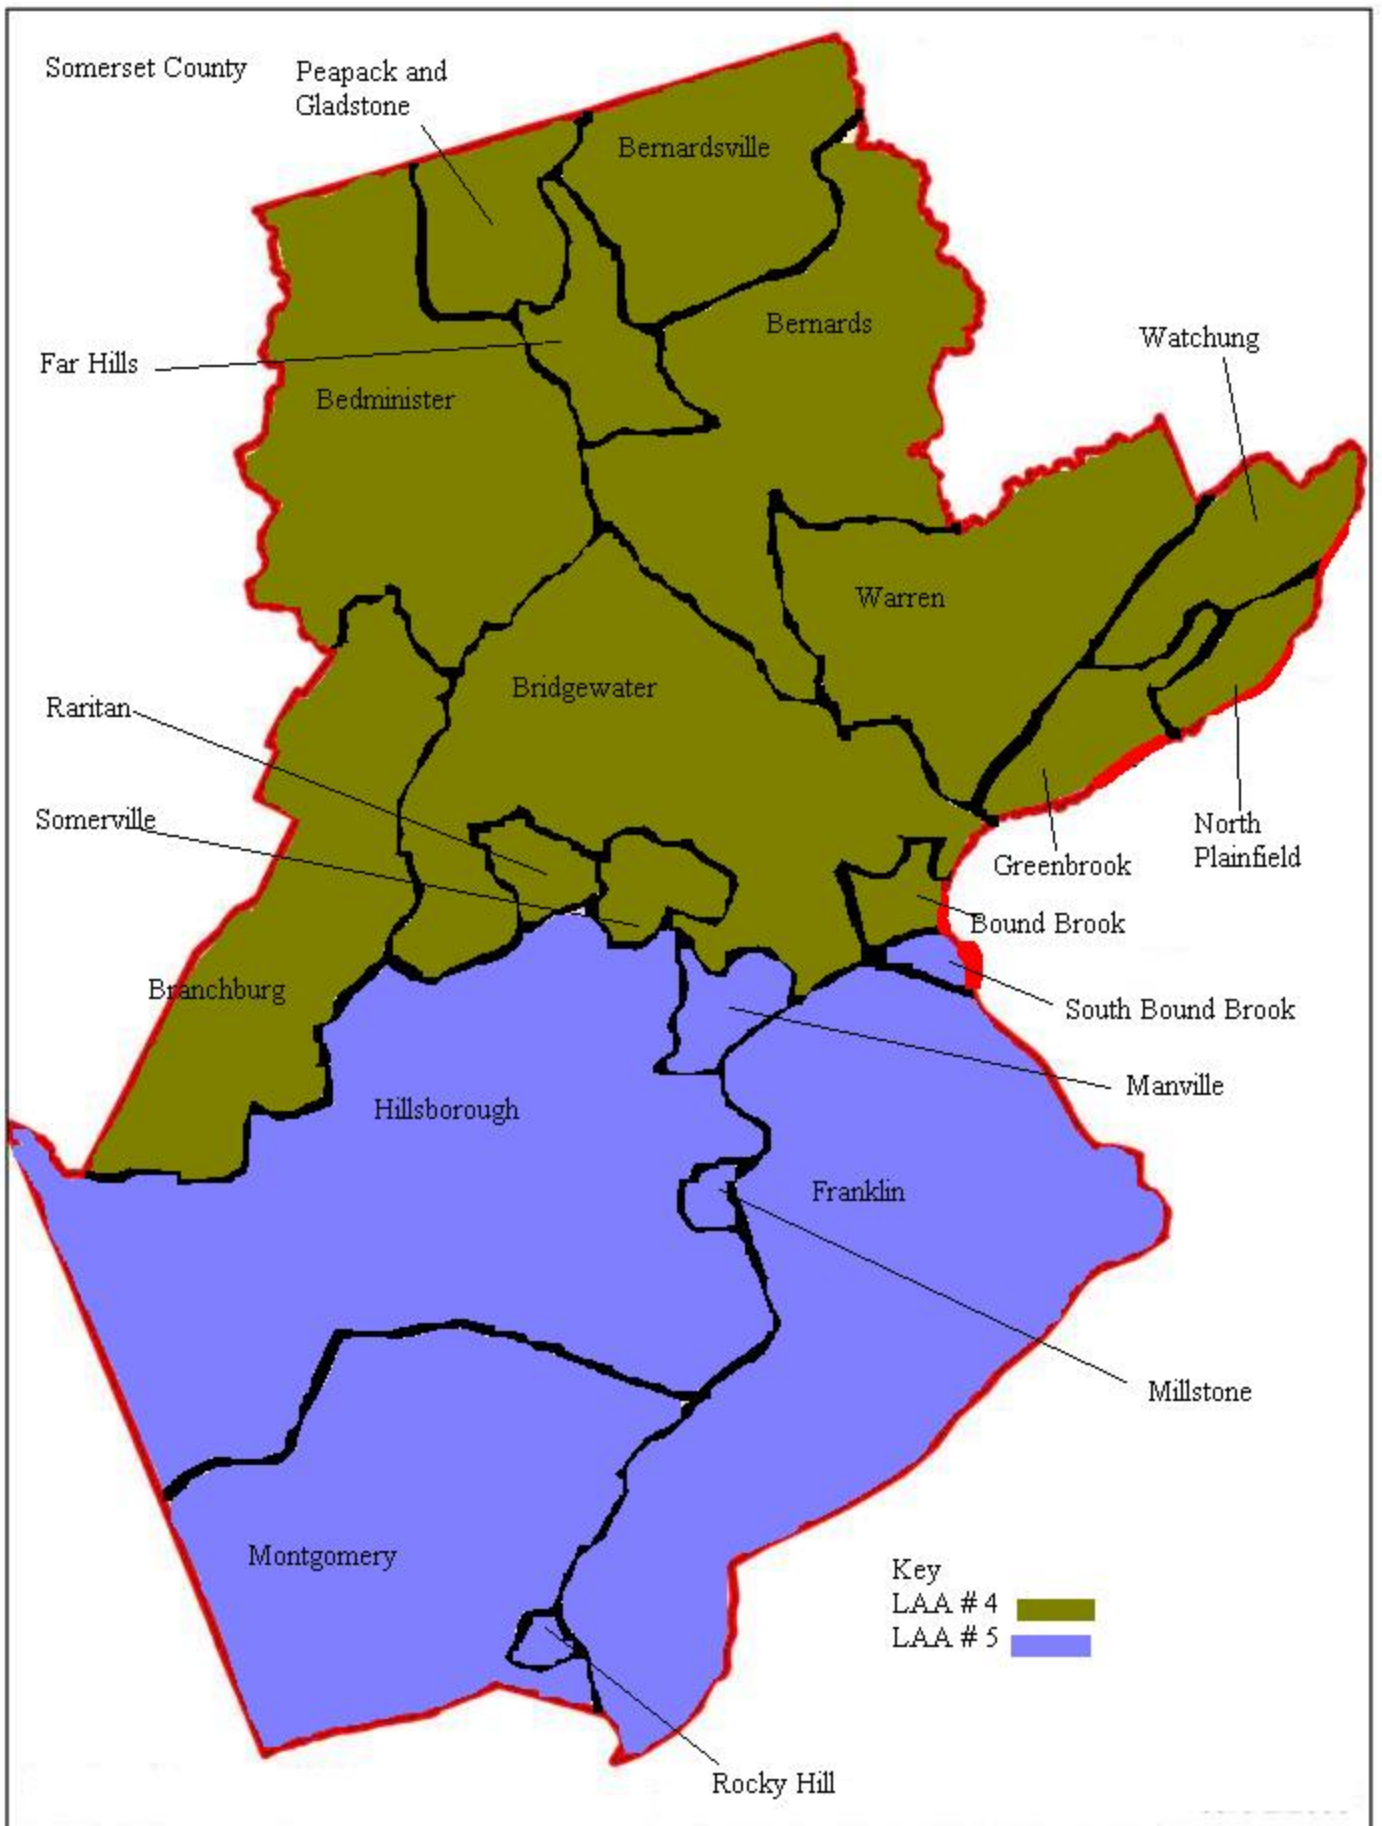 Somerset County
Peapack and
Gladstone
Bernardsville
Bernards
Watchung
Far Hills
Bedminister
Warren
Bridgewater
Raritan
Somerville
North
Plainfield
Greenbrook
Bound Brook
Branchburg
South Bound Brook
Manville
Hillsborough
Franklin
Millstone
Montgomery
Key
LAA # 4
LAA # 5
Rocky Hill